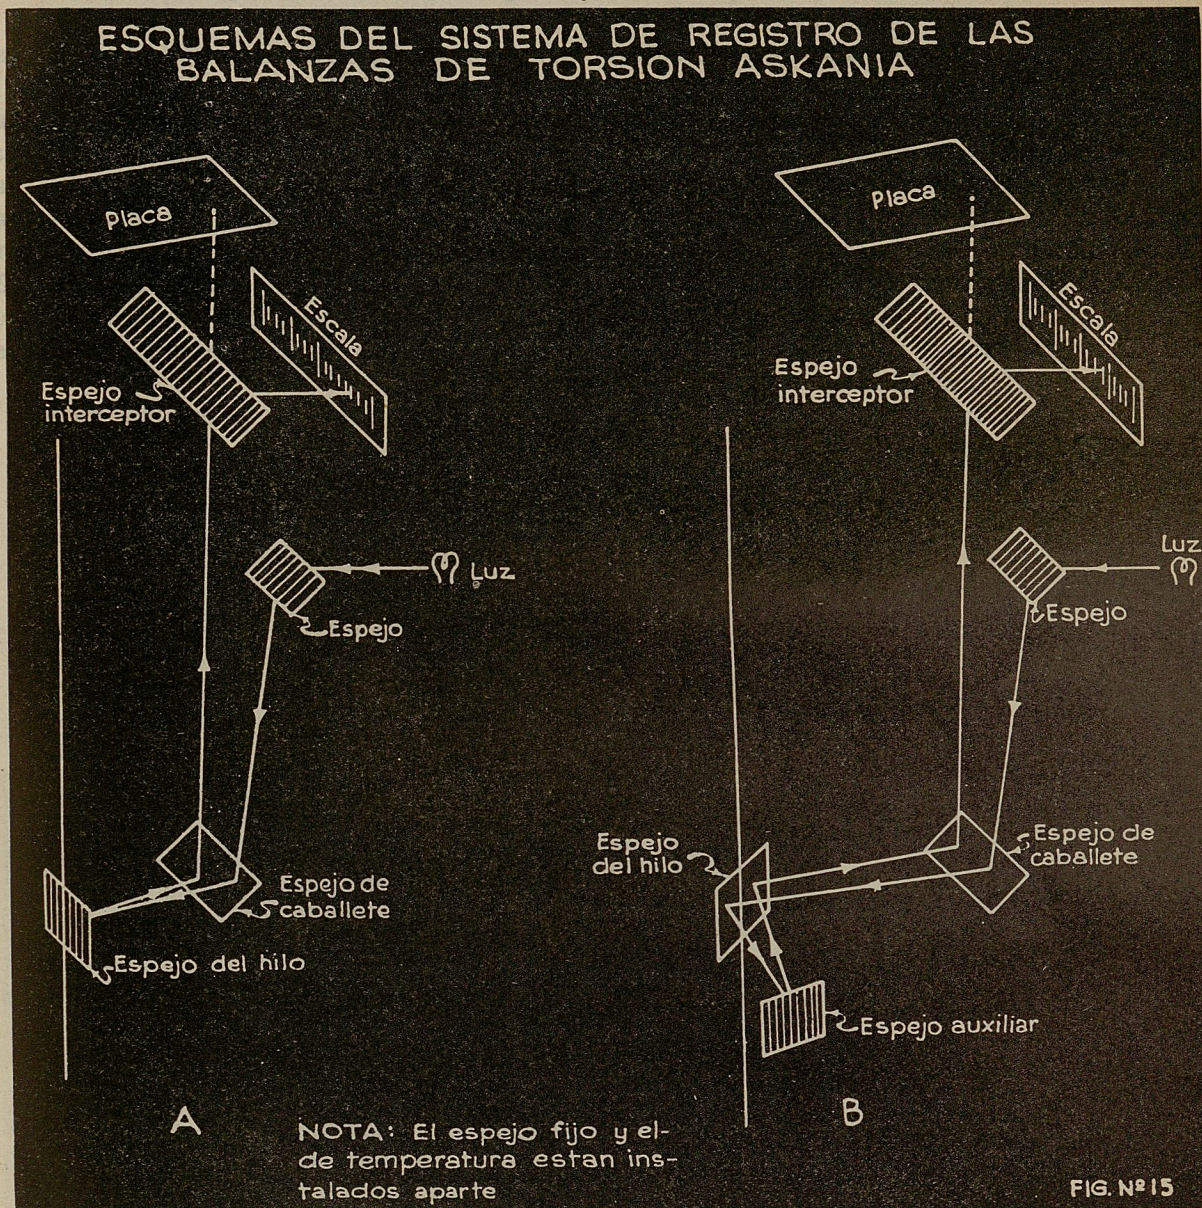 ESQUEMAS DEL SISTEMA DE REGISTRO DE LAS
BALANZAS DE TORSION ASKANIA
Placa
Escala
Espejo
interceptor
Luz
Espejo
Espejo de
caballete
Espejo del hilo
A
Placa
Escala
Espejo
interceptor
Luz
Espejo
Espejo
del hilo
Espejo de
caballete
Espejo auxiliar
B
NOTA: El espejo fijo y el-
de temperatura estan ins-
talados aparte
FIG. Nº 15